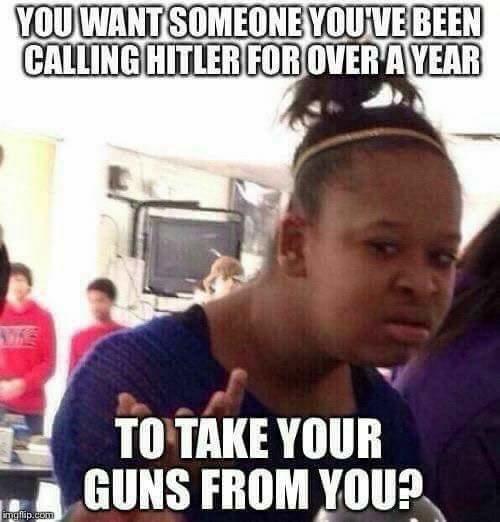 YOU WANT SOMEONE YOU'VE BEEN
CALLING HITLER FOR OVER A YEAR
NIKE
TO TAKE YOUR
GUNS FROM YOU?
imgflip.com